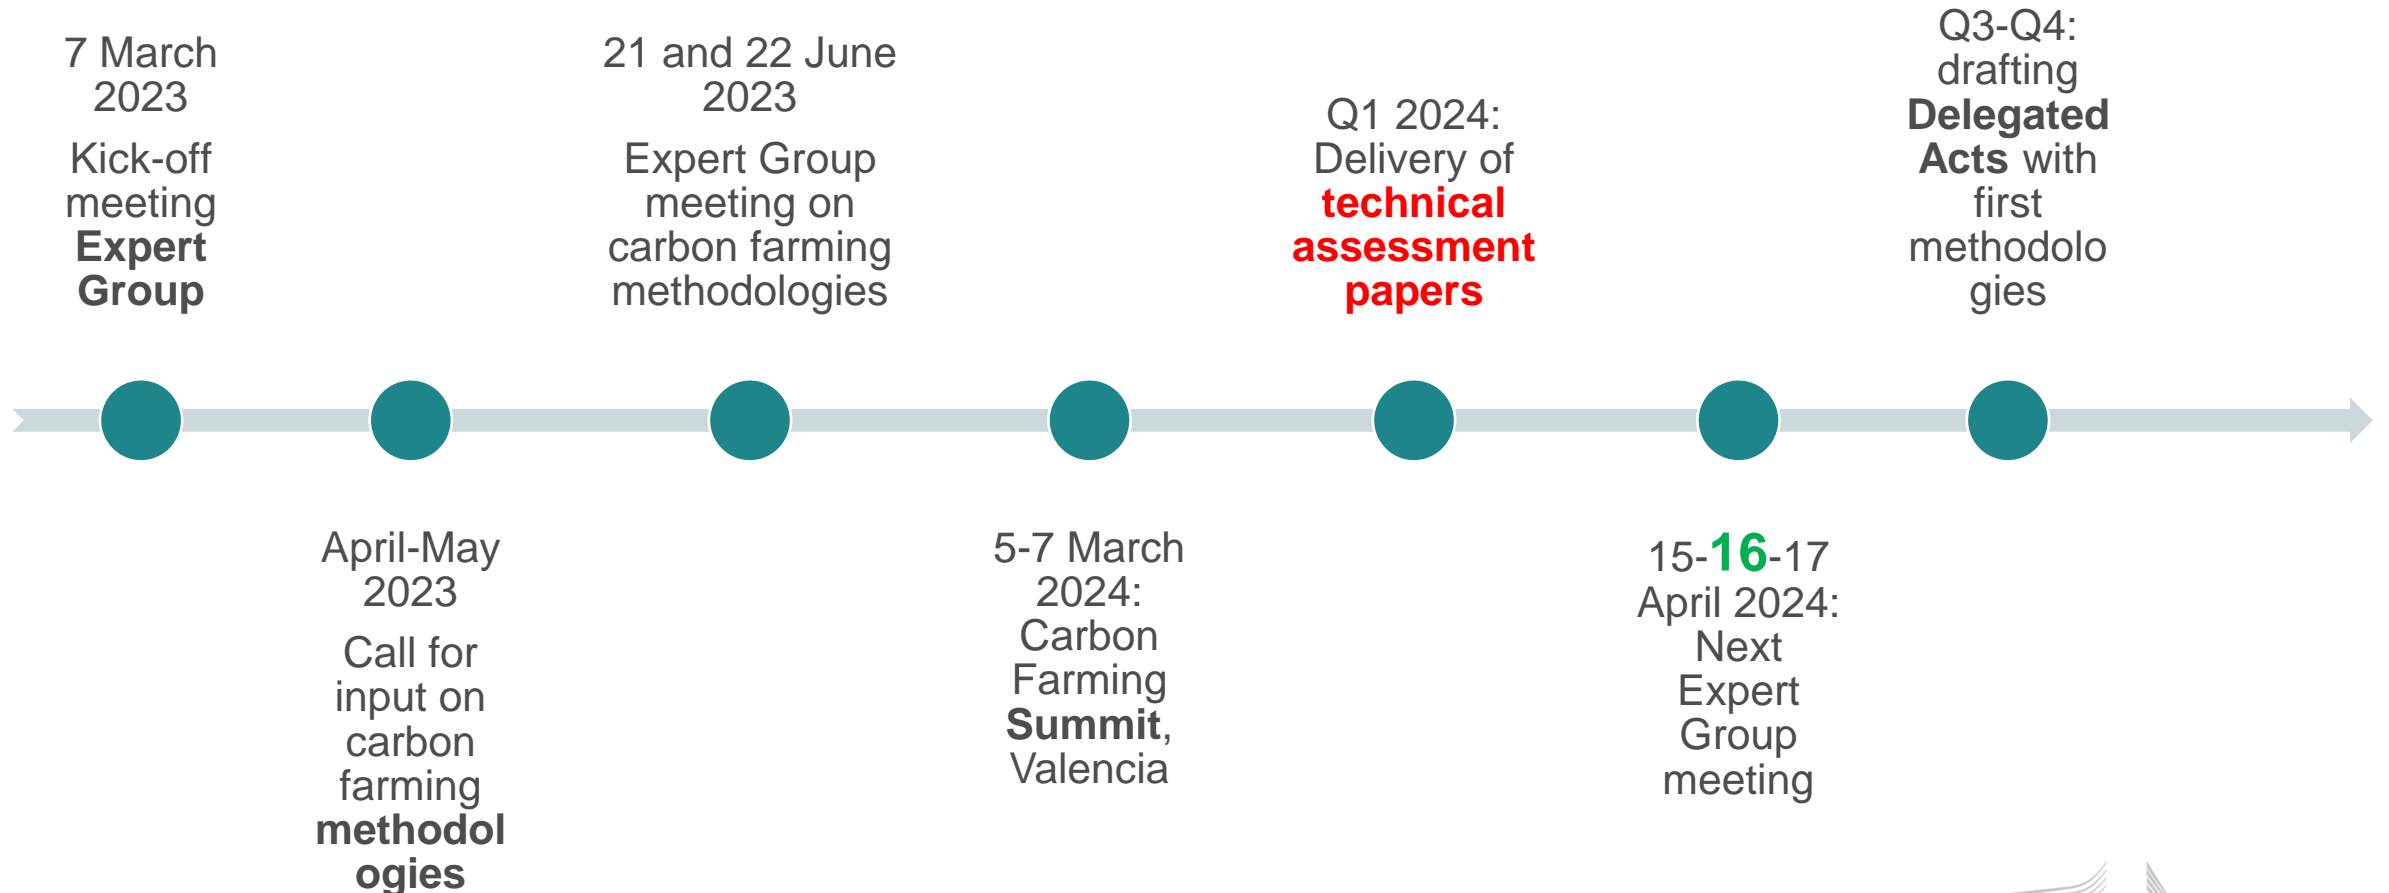 7 March
2023
Kick-off
meeting
Expert
Group
April-May
2023
Call for
input on
carbon
farming
methodol
ogies
21 and 22 June
2023
Expert Group
meeting on
carbon farming
methodologies
5-7 March
2024:
Carbon
Farming
Summit,
Valencia
Q1 2024:
Delivery of
technical
assessment
papers
15-16-17
April 2024:
Next
Expert
Group
meeting
Q3-Q4:
drafting
Delegated
Acts with
first
methodolo
gies